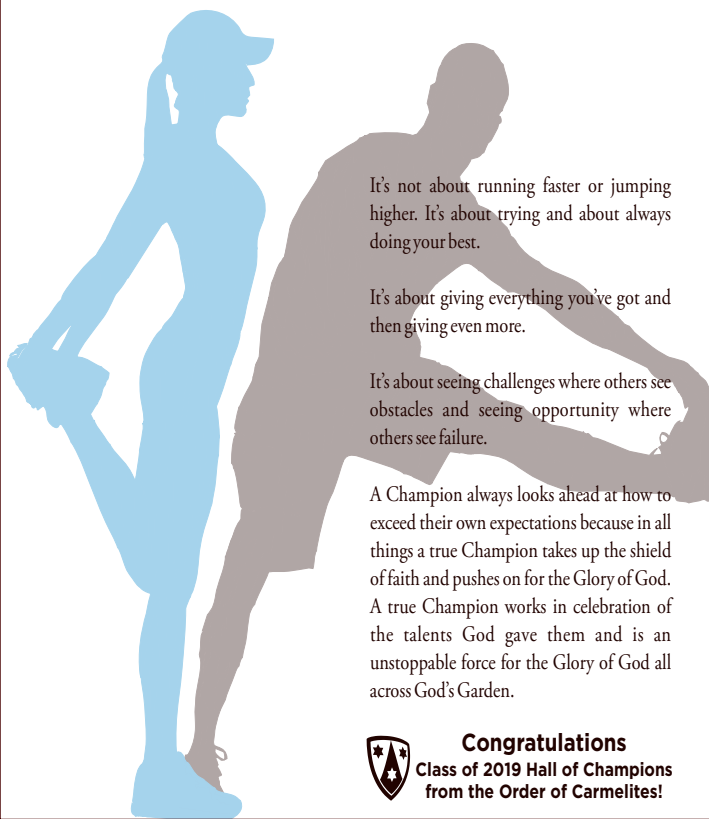 It's not about running faster or jumping
higher. It's about trying and about always
doing your best.
It's about giving everything you've got and
then giving even more.
It's about seeing challenges where others see
obstacles and seeing opportunity where
others see failure.
A Champion always looks ahead at how to
exceed their own expectations because in all
things a true Champion takes up the shield
of faith and pushes on for the Glory of God.
A true Champion works in celebration of
the talents God gave them and is an
unstoppable force for the Glory of God all
across God's Garden.
Congratulations
Class of 2019 Hall of Champions
from the Order of Carmelites!